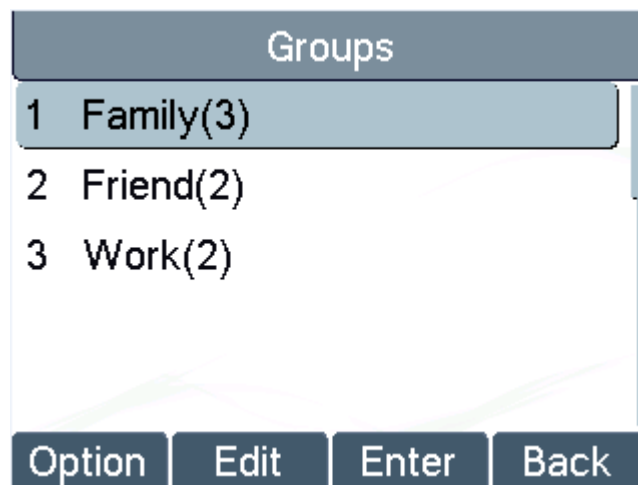 Groups
1 Family(3)
2 Friend(2)
3 Work(2)
Option Edit Enter Back